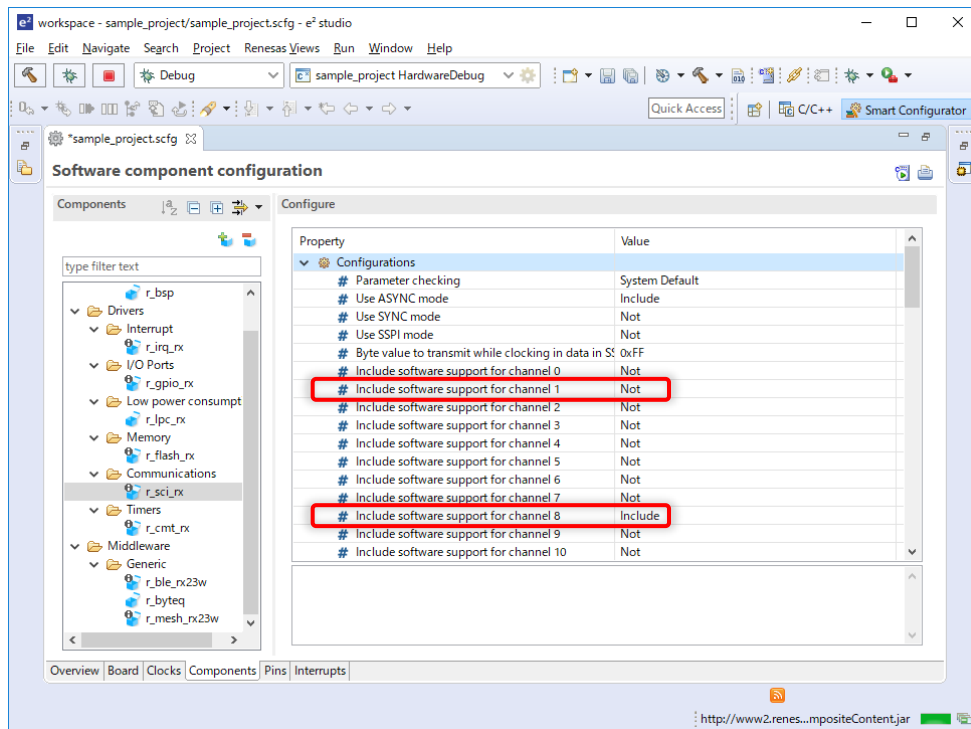 workspace - sample_project/sample_project.scfg - e² studio
File Edit Navigate Search Project Renesas Views Run Window Help
Debug
sample_project HardwareDebug
Quick Access
C/C++
Smart Configurator
*sample_project.scfg
Software component configuration
Components
Configure
type filter text
r_bsp
Drivers
Interrupt
r_irq_rx
I/O Ports
r_gpio_rx
Low power consumpt
r_lpc_rx
Memory
r_flash_rx
Communications
r_sci_rx
Timers
r_cmt_rx
Middleware
Generic
r_ble_rx23w
r_byteq
r_mesh_rx23w
Property Value
Configurations
# Parameter checking System Default
# Use ASYNC mode Include
# Use SYNC mode Not
# Use SSPI mode Not
# Byte value to transmit while clocking in data in SS 0xFF
# Include software support for channel 0 Not
# Include software support for channel 1 Not
# Include software support for channel 2 Not
# Include software support for channel 3 Not
# Include software support for channel 4 Not
# Include software support for channel 5 Not
# Include software support for channel 6 Not
# Include software support for channel 7 Not
# Include software support for channel 8 Include
# Include software support for channel 9 Not
# Include software support for channel 10 Not
Overview Board Clocks Components Pins Interrupts
http://www2.renes...mpositeContent.jar